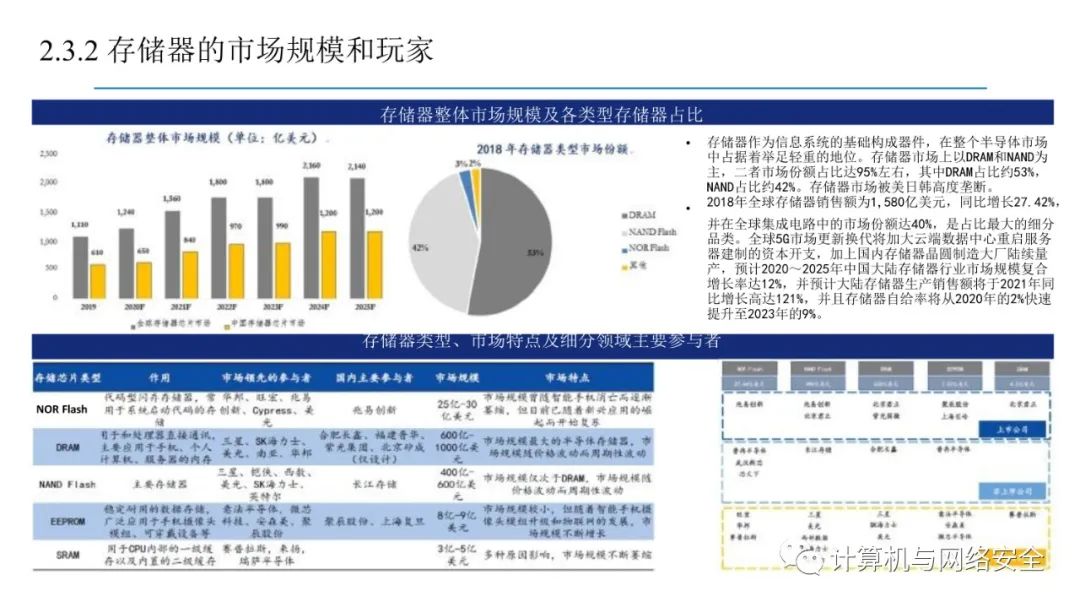 2.3.2 存储器的市场规模和玩家
存储器整体市场规模及各类型存储器占比
存储器整体市场规模（单位：亿美元）
2,500
2,000
1,500
1,000
500
0
1,110
610
1,240
650
1,560
840
1,800
970
1,800
990
2,160
1,200
2,140
1,200
2019
2020F
2021F
2022F
2023F
2024F
2025F
全球存储器芯片市场
中国存储器芯片市场
2018 年存储器类型市场份额
3%
2%
42%
53%
DRAM
NAND Flash
NOR Flash
其他
• 存储器作为信息系统的基础构成器件，在整个半导体市场
中占据着举足轻重的地位。存储器市场上以DRAM和NAND为
主，二者市场份额占比达95%左右，其中DRAM占比约53%，
NAND占比约42%。存储器市场被美日韩高度垄断。
• 2018年全球存储器销售额为1,580亿美元，同比增长27.42%，
并在全球集成电路中的市场份额达40%，是占比最大的细分
品类。全球5G市场更新换代将加大云端数据中心重启服务
器建制的资本开支，加上国内存储器晶圆制造大厂陆续量
产，预计2020～2025年中国大陆存储器行业市场规模复合
增长率达12%，并预计大陆存储器生产销售额将于2021年同
比增长高达121%，并且存储器自给率将从2020年的2%快速
提升至2023年的9%。
存储器类型、市场特点及细分领域主要参与者
存储芯片类型 作用 市场领先的参与者 国内主要参与者 市场规模 市场特点
NOR Flash
代码型闪存存储器，常
用于系统启动代码的存
储
华邦、旺宏、兆易
创新、Cypress、美
光
兆易创新
25亿-30
亿美元
市场规模曾随智能手机消亡而逐渐
萎缩，但目前已随着新兴应用的崛
起而开始复苏
DRAM
用于和处理器直接通讯，
主要应用于手机、个人
计算机、服务器的内存
三星、SK海力士、
美光、南亚、华邦
合肥长鑫、福建晋华、
紫光集团、北京矽成
（仅设计）
600亿-
1000亿美
元
市场规模最大的半导体存储器，市
场规模随价格波动而周期性波动
NAND Flash
主要存储器
三星、铠侠、西数、
美光、SK海力士、
英特尔
长江存储
400亿-
600亿美
元
市场规模仅次于DRAM，市场规模随
价格波动而周期性波动
EEPROM
稳定耐用的数据存储，
广泛应用于手机摄像头
模组、可穿戴设备等
意法半导体、微芯
科技、安森美、聚
辰股份
聚辰股份、上海复旦
8亿-9亿
美元
市场规模较小，但随着智能手机摄
像头模组升级和物联网的发展，市
场规模不断增长
SRAM
用于CPU内部的一级缓
存以及内置的二级缓存
赛普拉斯、来扬、
瑞萨半导体
3亿-5亿
美元
多种原因影响，市场规模不断萎缩
NOR Flash NAND Flash DRAM EEPROM SRAM
兆易创新 兆易创新 北京君正 聚辰股份 北京君正
北京君正 紫光国微 上海贝岭
上市公司
普冉半导体 长江存储 合肥长鑫 普冉半导体
武汉新芯
非上市公司
旺宏 三星 三星 意法半导体 赛普拉斯
华邦 美光 SK海力士 安森美
赛普拉斯 西部数据 美光 微芯半导体
海力士
计算机与网络安全